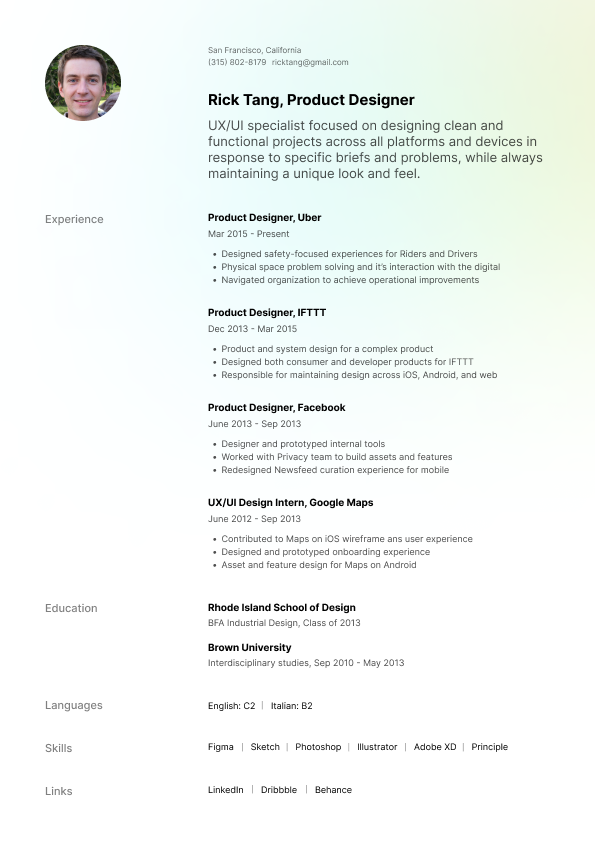 San Francisco, California
(315) 802-8179 ricktang@gmail.com
Rick Tang, Product Designer
UX/UI specialist focused on designing clean and
functional projects across all platforms and devices in
response to specific briefs and problems, while always
maintaining a unique look and feel.
Experience
Product Designer, Uber
Mar 2015 - Present
• Designed safety-focused experiences for Riders and Drivers
• Physical space problem solving and it's interaction with the digital
• Navigated organization to achieve operational improvements
Product Designer, IFTTT
Dec 2013 - Mar 2015
• Product and system design for a complex product
• Designed both consumer and developer products for IFTTT
• Responsible for maintaining design across iOS, Android, and web
Product Designer, Facebook
June 2013 - Sep 2013
• Designer and prototyped internal tools
• Worked with Privacy team to build assets and features
• Redesigned Newsfeed curation experience for mobile
UX/UI Design Intern, Google Maps
June 2012 - Sep 2013
• Contributed to Maps on iOS wireframe ans user experience
• Designed and prototyped onboarding experience
• Asset and feature design for Maps on Android
Education
Rhode Island School of Design
BFA Industrial Design, Class of 2013
Brown University
Interdisciplinary studies, Sep 2010 - May 2013
Languages
English: C2 | Italian: B2
Skills
Figma | Sketch | Photoshop | Illustrator | Adobe XD | Principle
Links
LinkedIn | Dribbble | Behance